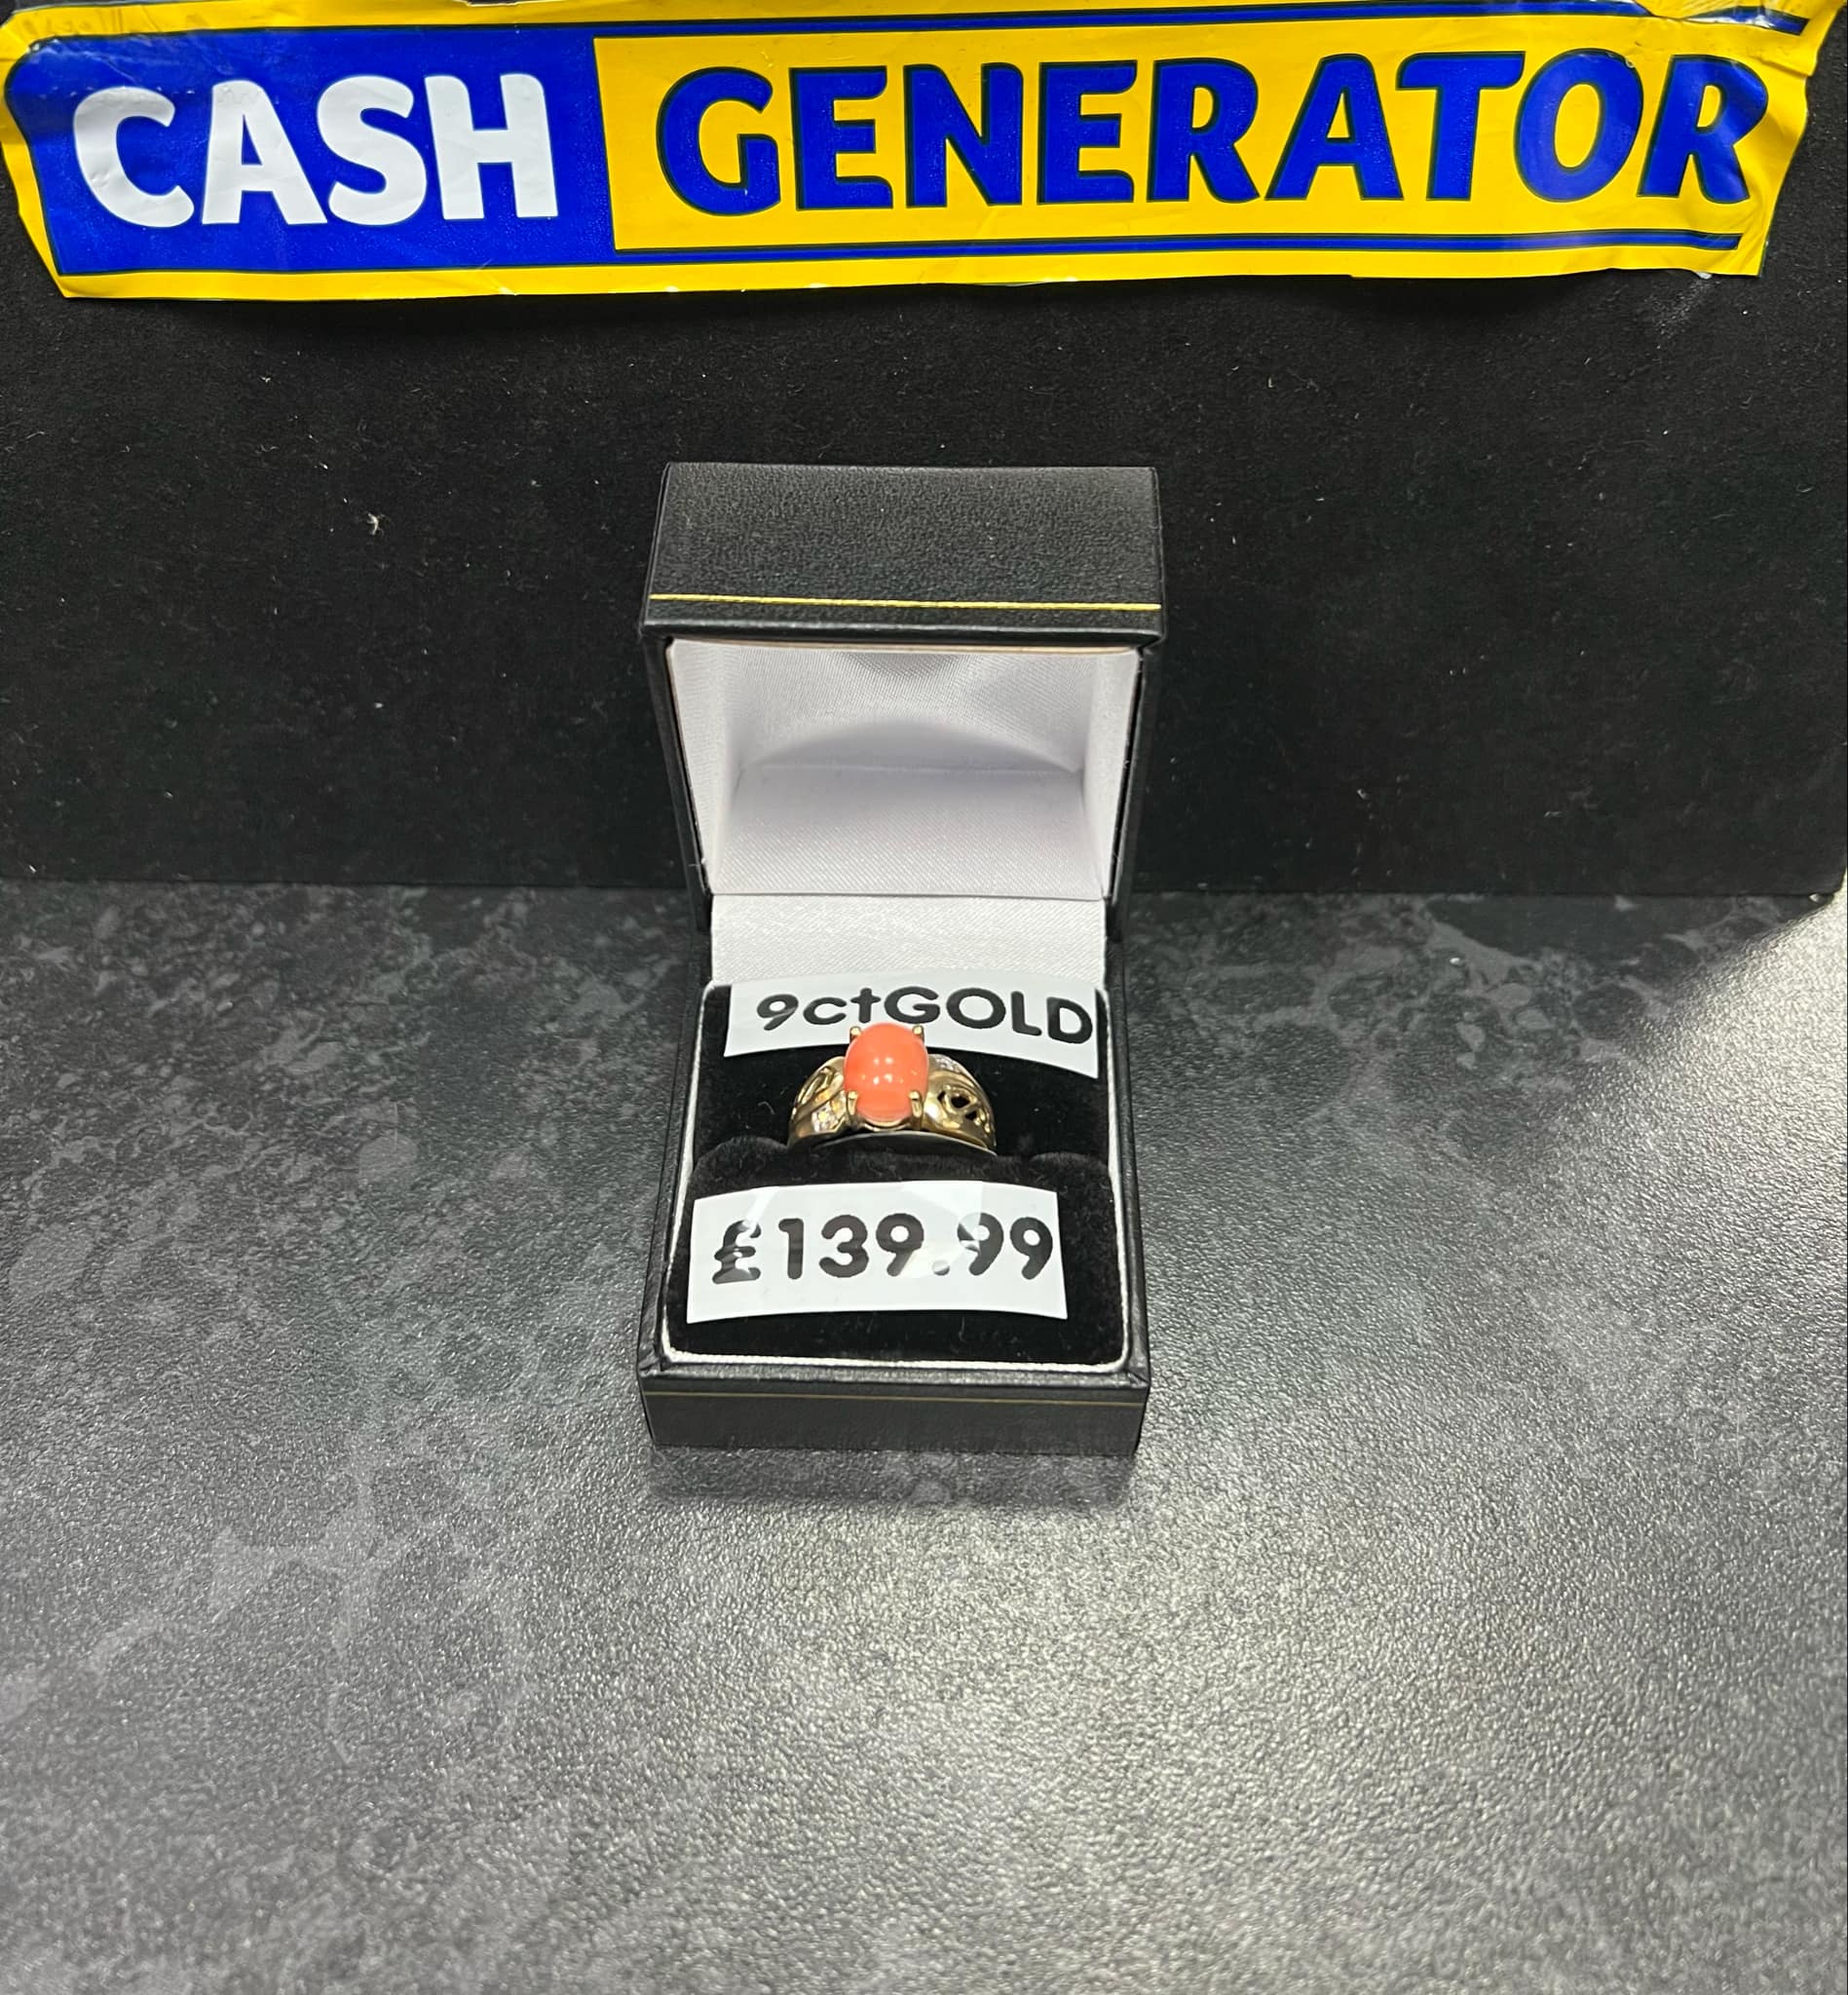 CASH GENERATOR
9ctGOLD
£139.99